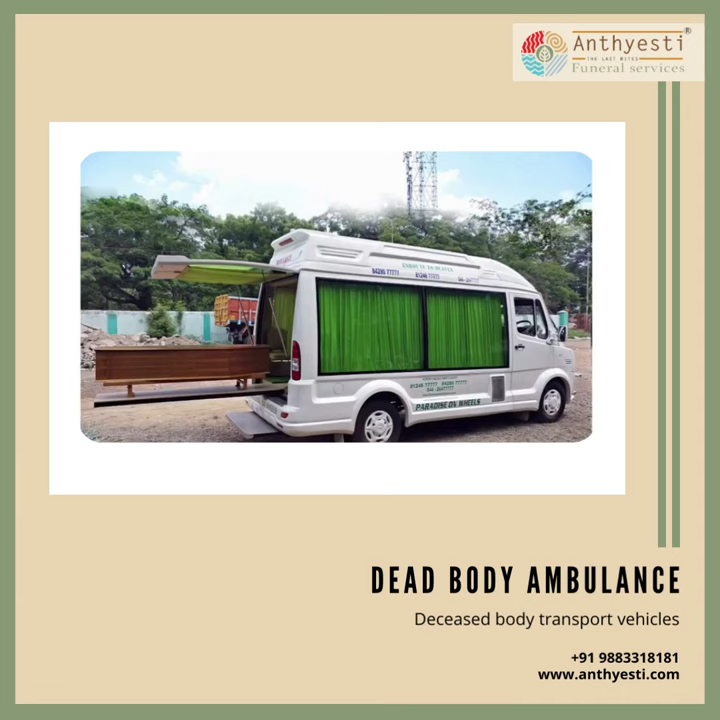 Anthyesti®
THE LAST RITES
Funeral services
PARADISE ON WHEELS
DEAD BODY AMBULANCE
Deceased body transport vehicles
+91 9883318181
www.anthyesti.com